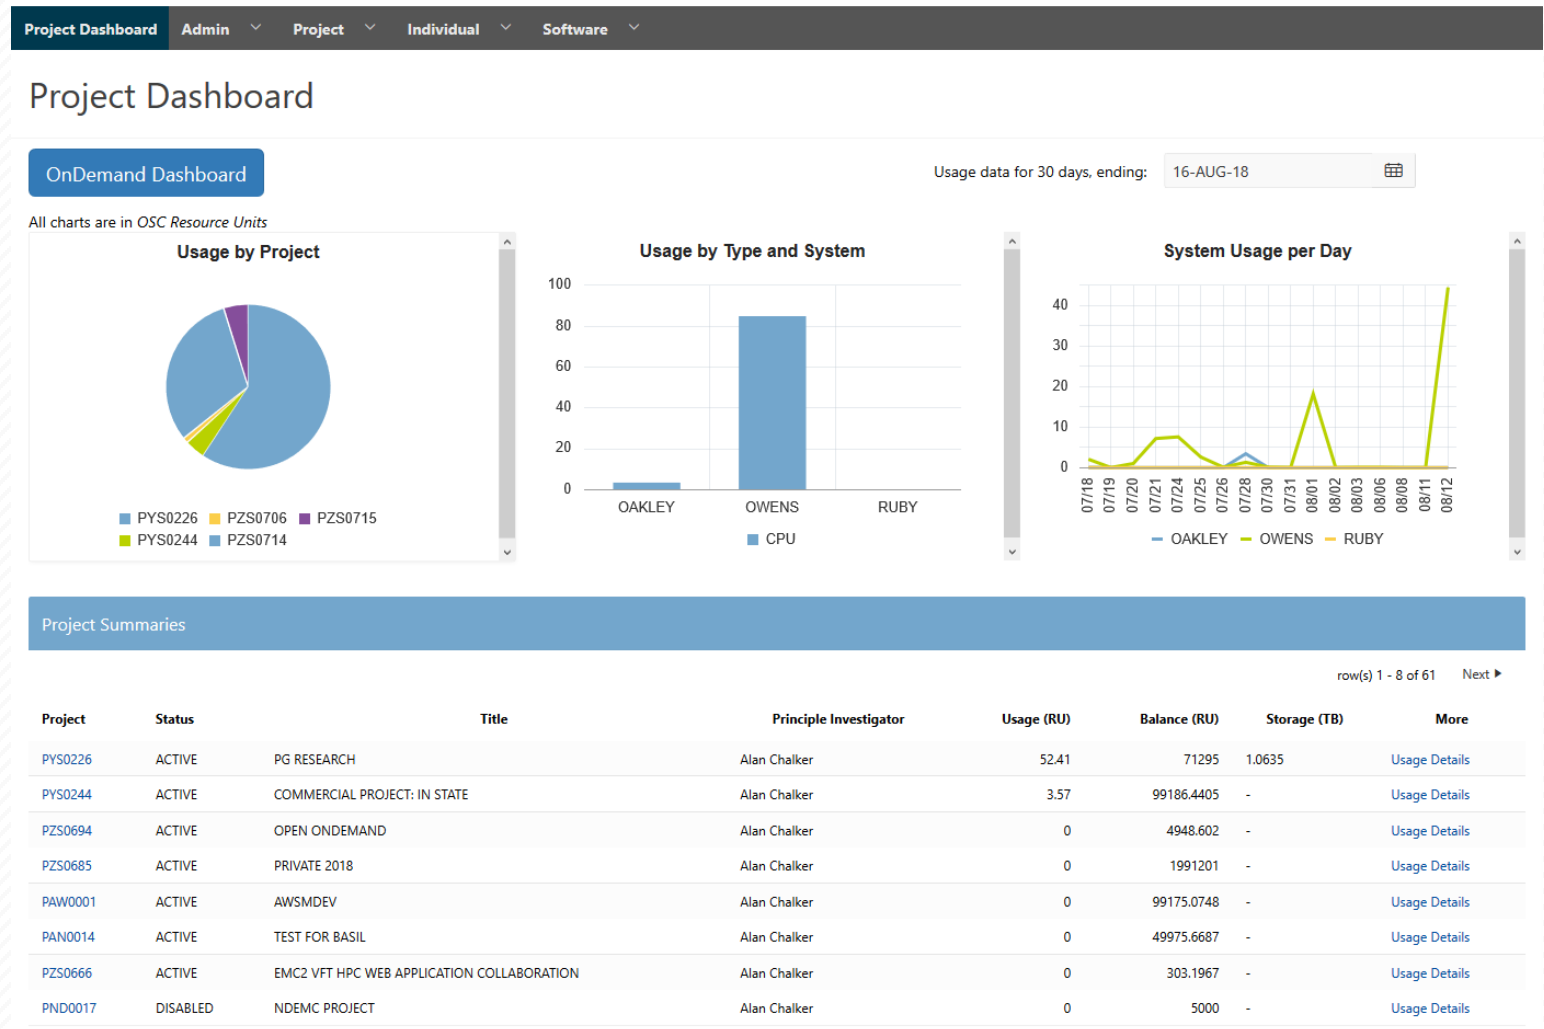 Project Dashboard Admin Project Individual Software
Project Dashboard
OnDemand Dashboard
Usage data for 30 days, ending: 16-AUG-18
All charts are in OSC Resource Units
Usage by Project
PYS0226 PZS0706 PZS0715
PYS0244 PZS0714
Usage by Type and System
100
80
60
40
20
0
OAKLEY OWENS RUBY
CPU
System Usage per Day
40
30
20
10
0
07/18 07/19 07/20 07/21 07/24 07/25 07/26 07/28 07/30 07/31 08/01 08/02 08/03 08/06 08/08 08/11 08/12
OAKLEY OWENS RUBY
Project Summaries
row(s) 1 - 8 of 61 Next
Project Status Title Principle Investigator Usage (RU) Balance (RU) Storage (TB) More
PYS0226 ACTIVE PG RESEARCH Alan Chalker 52.41 71295 1.0635 Usage Details
PYS0244 ACTIVE COMMERCIAL PROJECT: IN STATE Alan Chalker 3.57 99186.4405 - Usage Details
PZS0694 ACTIVE OPEN ONDEMAND Alan Chalker 0 4948.602 - Usage Details
PZS0685 ACTIVE PRIVATE 2018 Alan Chalker 0 1991201 - Usage Details
PAW0001 ACTIVE AWSMDEV Alan Chalker 0 99175.0748 - Usage Details
PAN0014 ACTIVE TEST FOR BASIL Alan Chalker 0 49975.6687 - Usage Details
PZS0666 ACTIVE EMC2 VFT HPC WEB APPLICATION COLLABORATION Alan Chalker 0 303.1967 - Usage Details
PND0017 DISABLED NDEMC PROJECT Alan Chalker 0 5000 - Usage Details